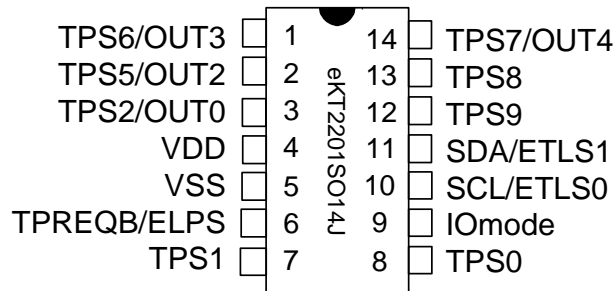 TPS6/OUT3 1 14 TPS7/OUT4
TPS5/OUT2 2 13 TPS8
TPS2/OUT0 3 12 TPS9
VDD 4 11 SDA/ETLS1
VSS 5 10 SCL/ETLS0
TPREQB/ELPS 6 9 IOmode
TPS1 7 8 TPS0
eKT2201SO14J